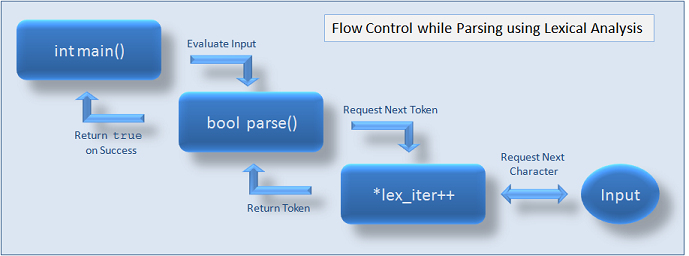 Flow Control while Parsing using Lexical Analysis
int main()
Evaluate Input
Return true
on Success
bool parse()
Request Next Token
Return Token
*lex_iter++
Request Next
Character
Input